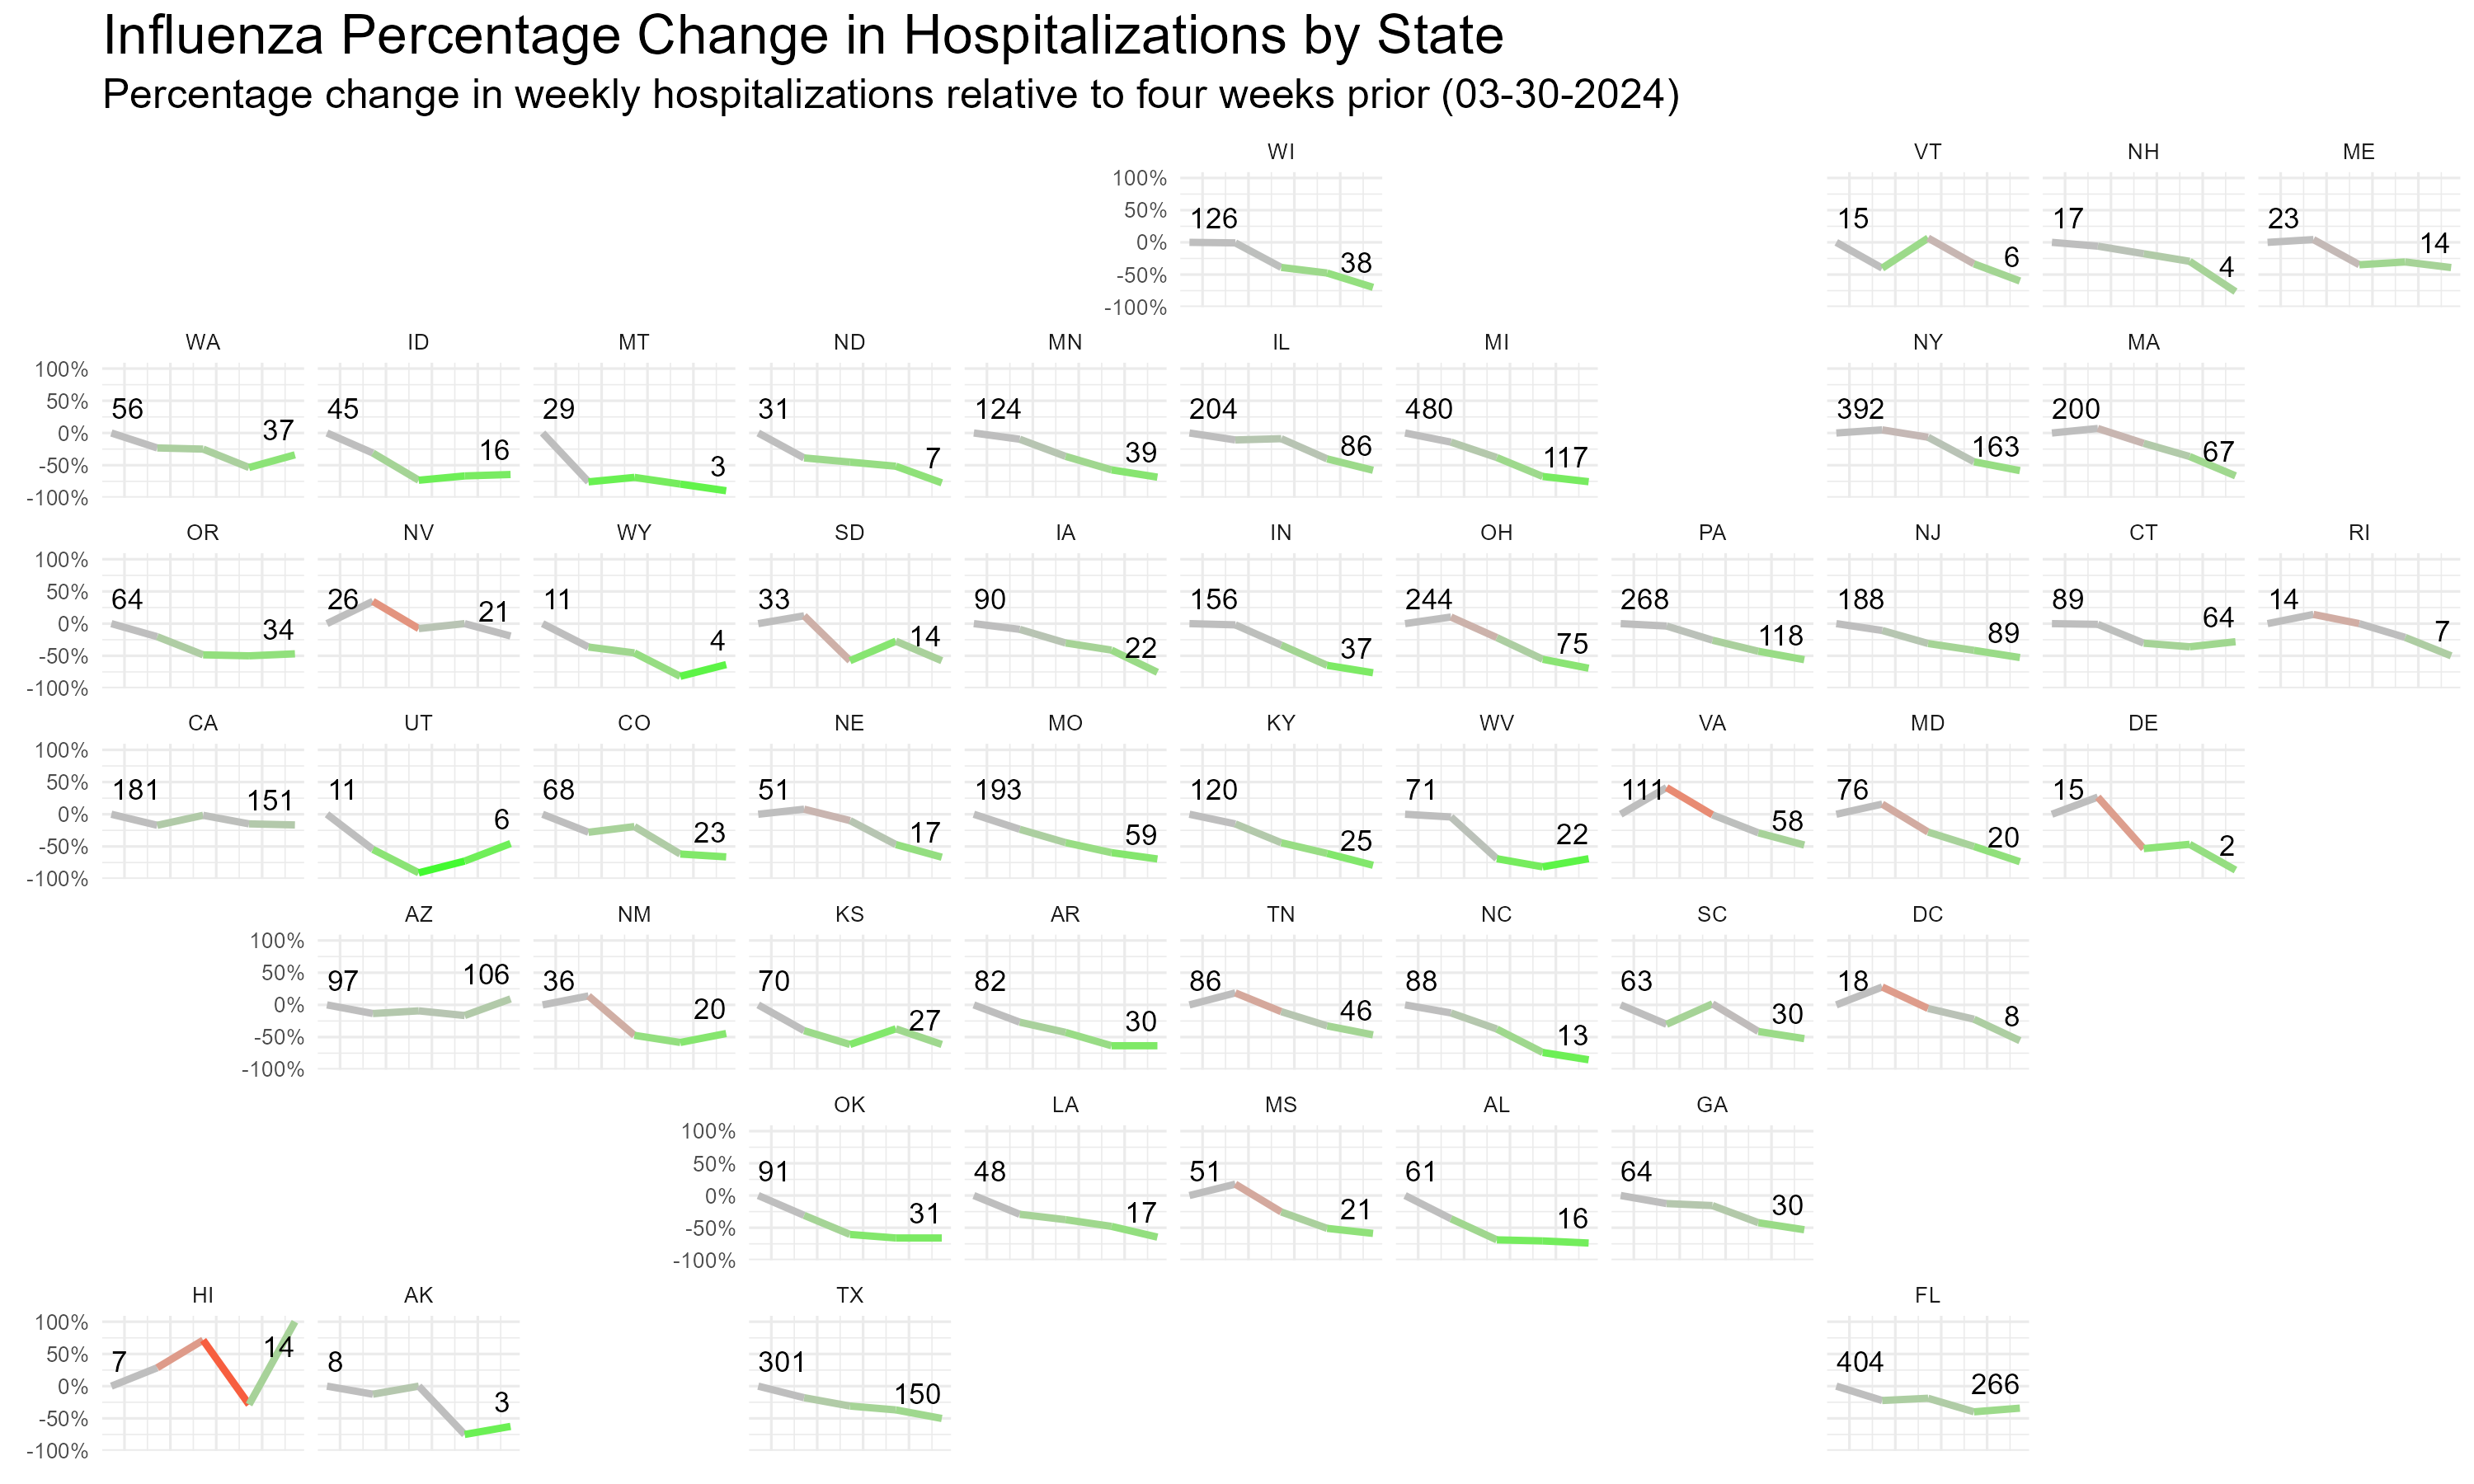 Influenza Percentage Change in Hospitalizations by State
Percentage change in weekly hospitalizations relative to four weeks prior (03-30-2024)
WI VT NH ME
100%
50%
0%
-50%
-100%
126 38 15 6 17 4 23 14
WA ID MT ND MN IL MI NY MA
100%
50%
0%
-50%
-100%
56 37 45 16 29 3 31 7 124 39 204 86 480 117 392 163 200 67
OR NV WY SD IA IN OH PA NJ CT RI
100%
50%
0%
-50%
-100%
64 34 26 21 11 4 33 14 90 22 156 37 244 75 268 118 188 89 89 64 14 7
CA UT CO NE MO KY WV VA MD DE
100%
50%
0%
-50%
-100%
181 151 11 6 68 23 51 17 193 59 120 25 71 22 111 58 76 20 15 2
AZ NM KS AR TN NC SC DC
100%
50%
0%
-50%
-100%
97 106 36 20 70 27 82 30 86 46 88 13 63 30 18 8
OK LA MS AL GA
100%
50%
0%
-50%
-100%
91 31 48 17 51 21 61 16 64 30
HI AK TX FL
100%
50%
0%
-50%
-100%
7 14 8 3 301 150 404 266